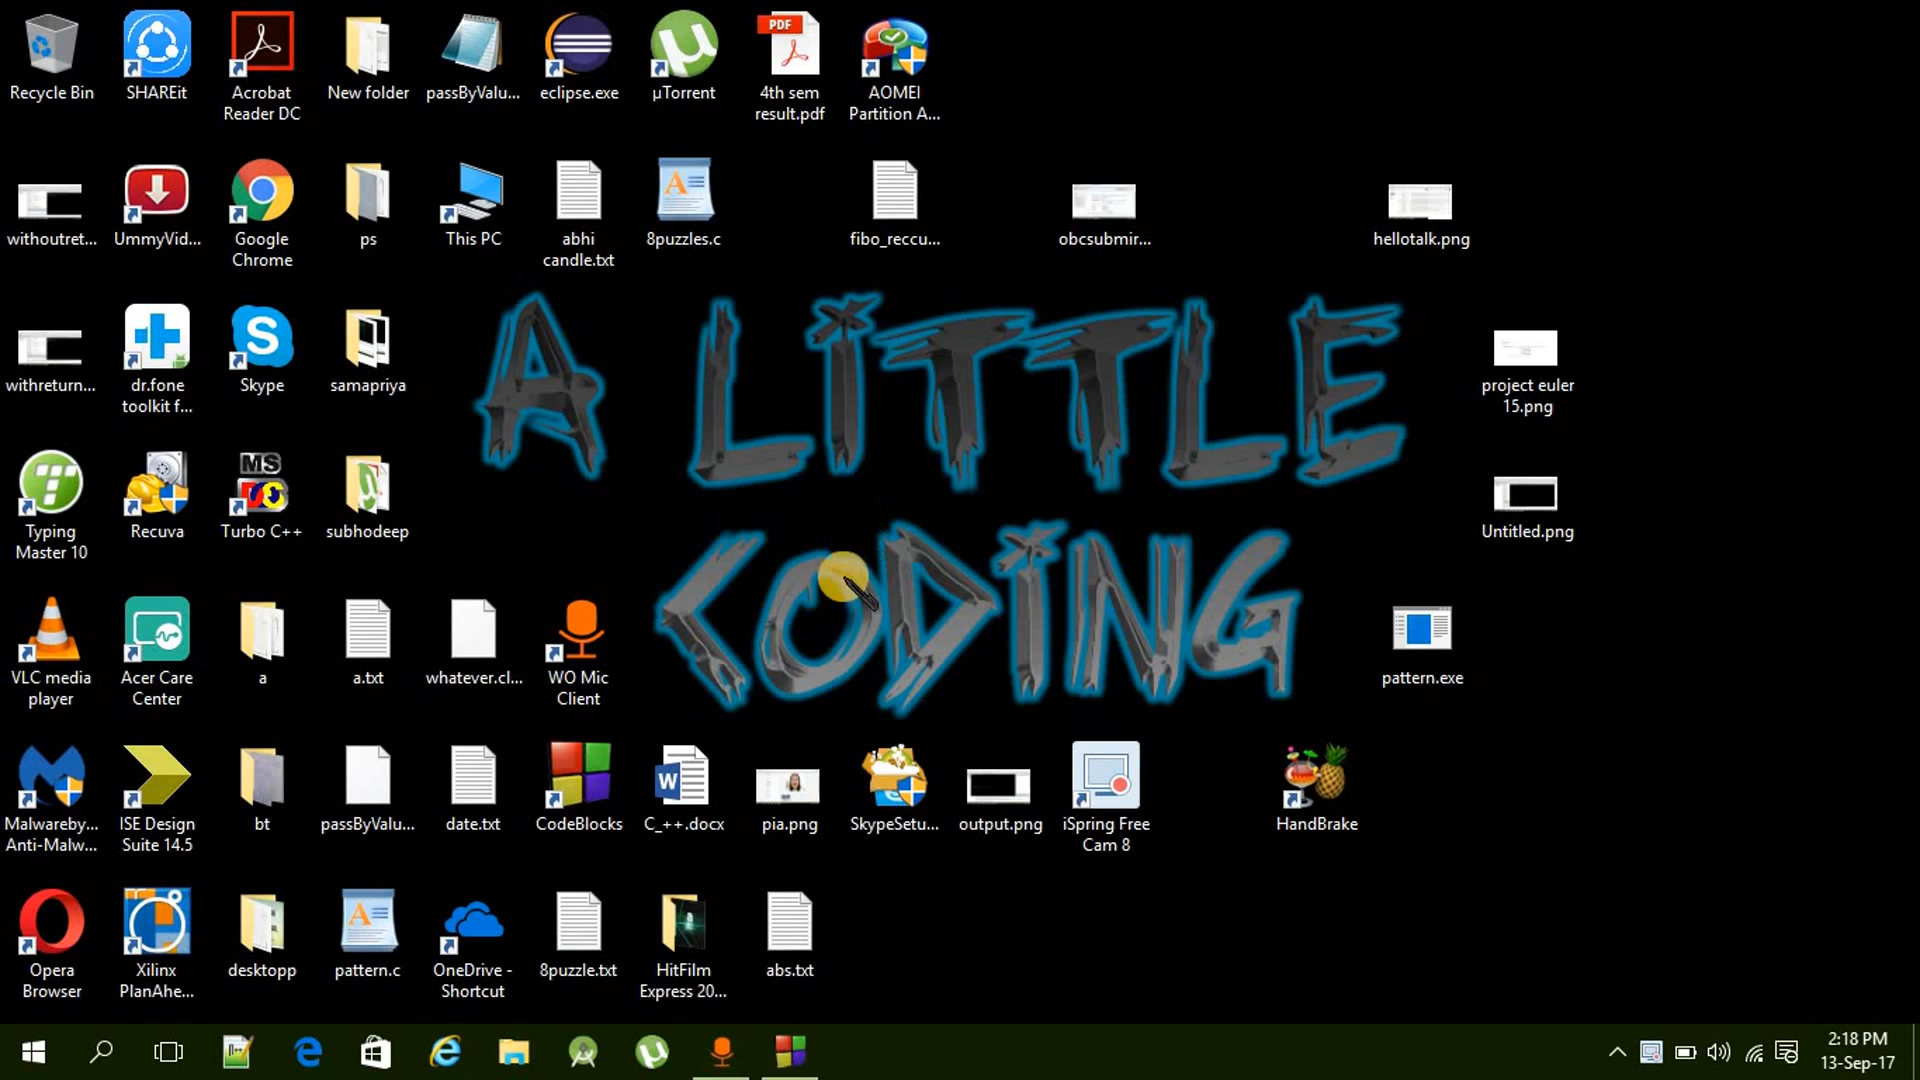 Recycle Bin
SHAREit
Acrobat
Reader DC
New folder
passByValu...
eclipse.exe
µTorrent
PDF
4th sem
result.pdf
AOMEI
Partition A...
withoutret...
UmmyVid...
Google
Chrome
ps
This PC
abhi
candle.txt
8puzzles.c
fibo_reccu...
obcsubmir...
hellotalk.png
withreturn...
dr.fone
toolkit f...
Skype
samapriya
A LiTTLE
project euler
15.png
Typing
Master 10
Recuva
MS
Turbo C++
subhodeep
CODiNG
Untitled.png
VLC media
player
Acer Care
Center
a
a.txt
whatever.cl...
WO Mic
Client
pattern.exe
Malwareby...
Anti-Malw...
ISE Design
Suite 14.5
bt
passByValu...
date.txt
CodeBlocks
C_++.docx
pia.png
SkypeSetu...
output.png
iSpring Free
Cam 8
HandBrake
Opera
Browser
Xilinx
PlanAhe...
desktopp
pattern.c
OneDrive -
Shortcut
8puzzle.txt
HitFilm
Express 20...
abs.txt
2:18 PM
13-Sep-17